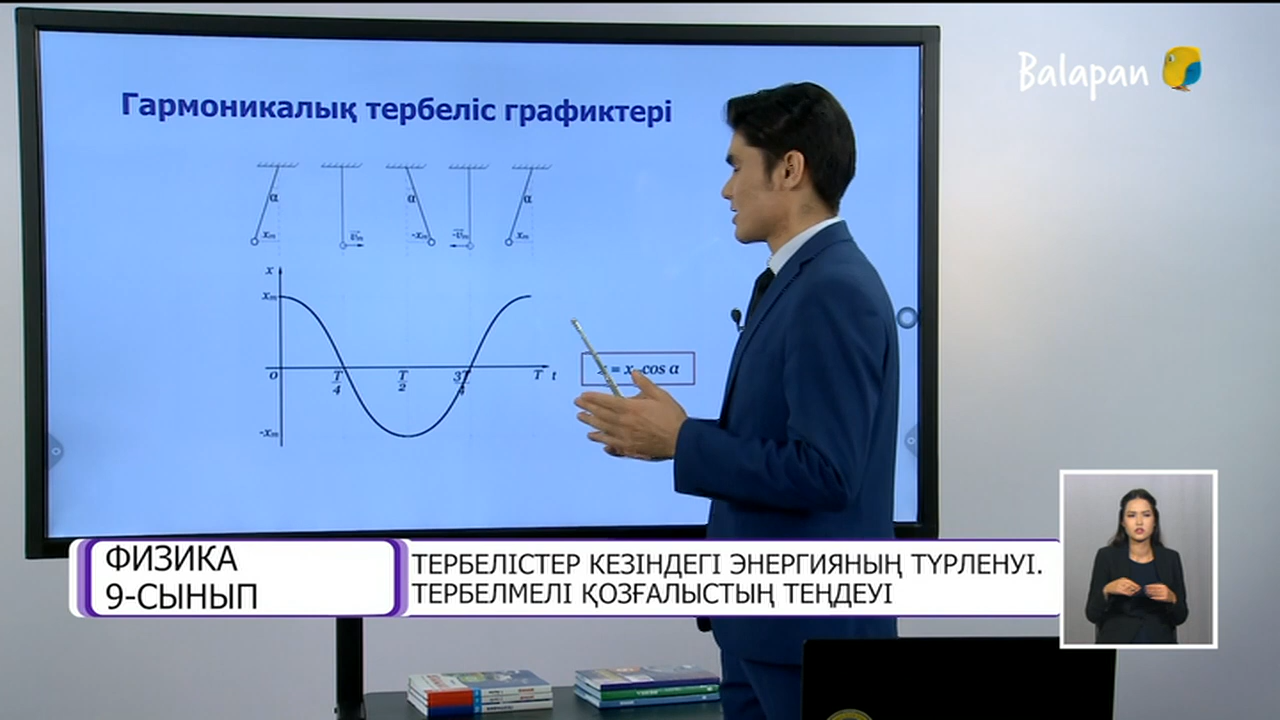 Balapan
Гармоникалық тербеліс графиктері
α α α
xₘ v⃗ₘ -xₘ -v⃗ₘ xₘ
x
xₘ
O T/4 T/2 3T/4 T t
-xₘ
cos α
ФИЗИКА
9-СЫНЫП
ТЕРБЕЛІСТЕР КЕЗІНДЕГІ ЭНЕРГИЯНЫҢ ТҮРЛЕНУІ.
ТЕРБЕЛМЕЛІ ҚОЗҒАЛЫСТЫҢ ТЕҢДЕУІ